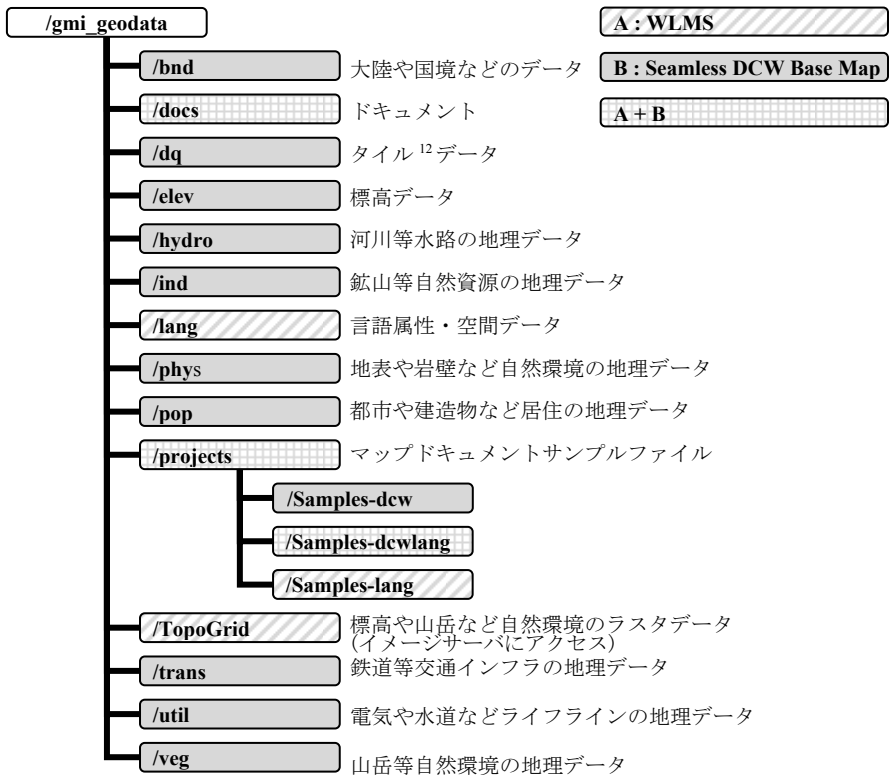 /gmi_geodata
A : WLMS
/bnd 大陸や国境などのデータ
B : Seamless DCW Base Map
/docs ドキュメント
A + B
/dq タイル 12 データ
/elev 標高データ
/hydro 河川等水路の地理データ
/ind 鉱山等自然資源の地理データ
/lang 言語属性・空間データ
/phys 地表や岩壁など自然環境の地理データ
/pop 都市や建造物など居住の地理データ
/projects マップドキュメントサンプルファイル
/Samples-dcw
/Samples-dcwlang
/Samples-lang
/TopoGrid 標高や山岳など自然環境のラスタデータ
(イメージサーバにアクセス)
/trans 鉄道等交通インフラの地理データ
/util 電気や水道などライフラインの地理データ
/veg 山岳等自然環境の地理データ